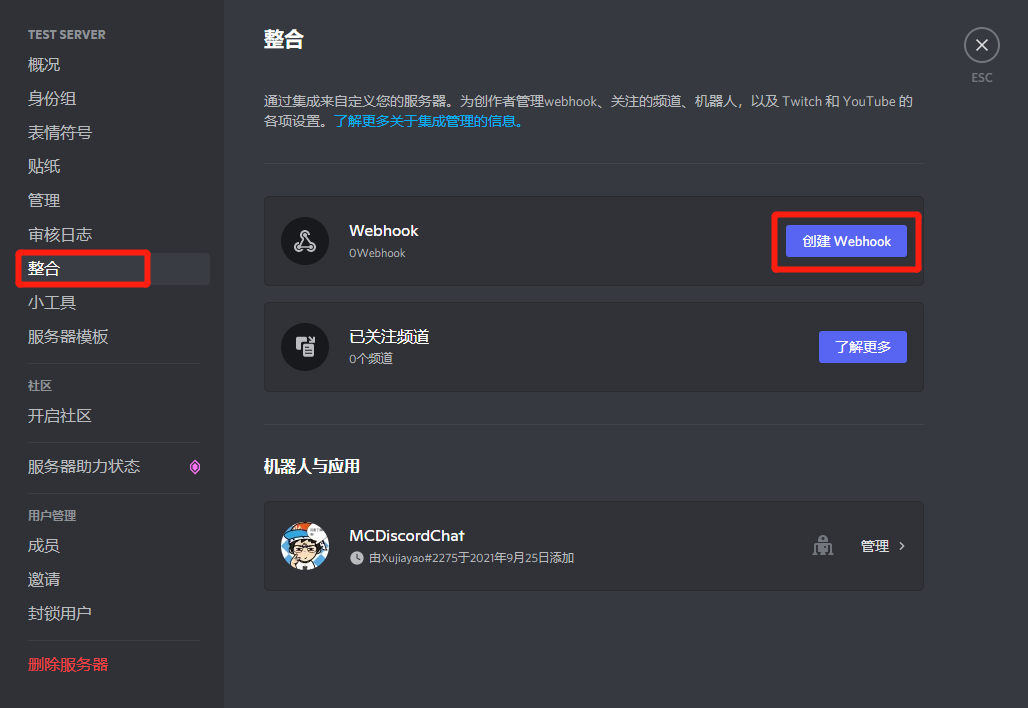 TEST SERVER
概况
身份组
表情符号
贴纸
管理
审核日志
整合
小工具
服务器模板
社区
开启社区
服务器助力状态
用户管理
成员
邀请
封锁用户
删除服务器
整合
ESC
通过集成来自定义您的服务器。为创作者管理webhook、关注的频道、机器人，以及 Twitch 和 YouTube 的
各项设置。了解更多关于集成管理的信息。
Webhook
0Webhook
创建 Webhook
已关注频道
0个频道
了解更多
机器人与应用
MCDiscordChat
由Xujiayao#2275于2021年9月25日添加
管理